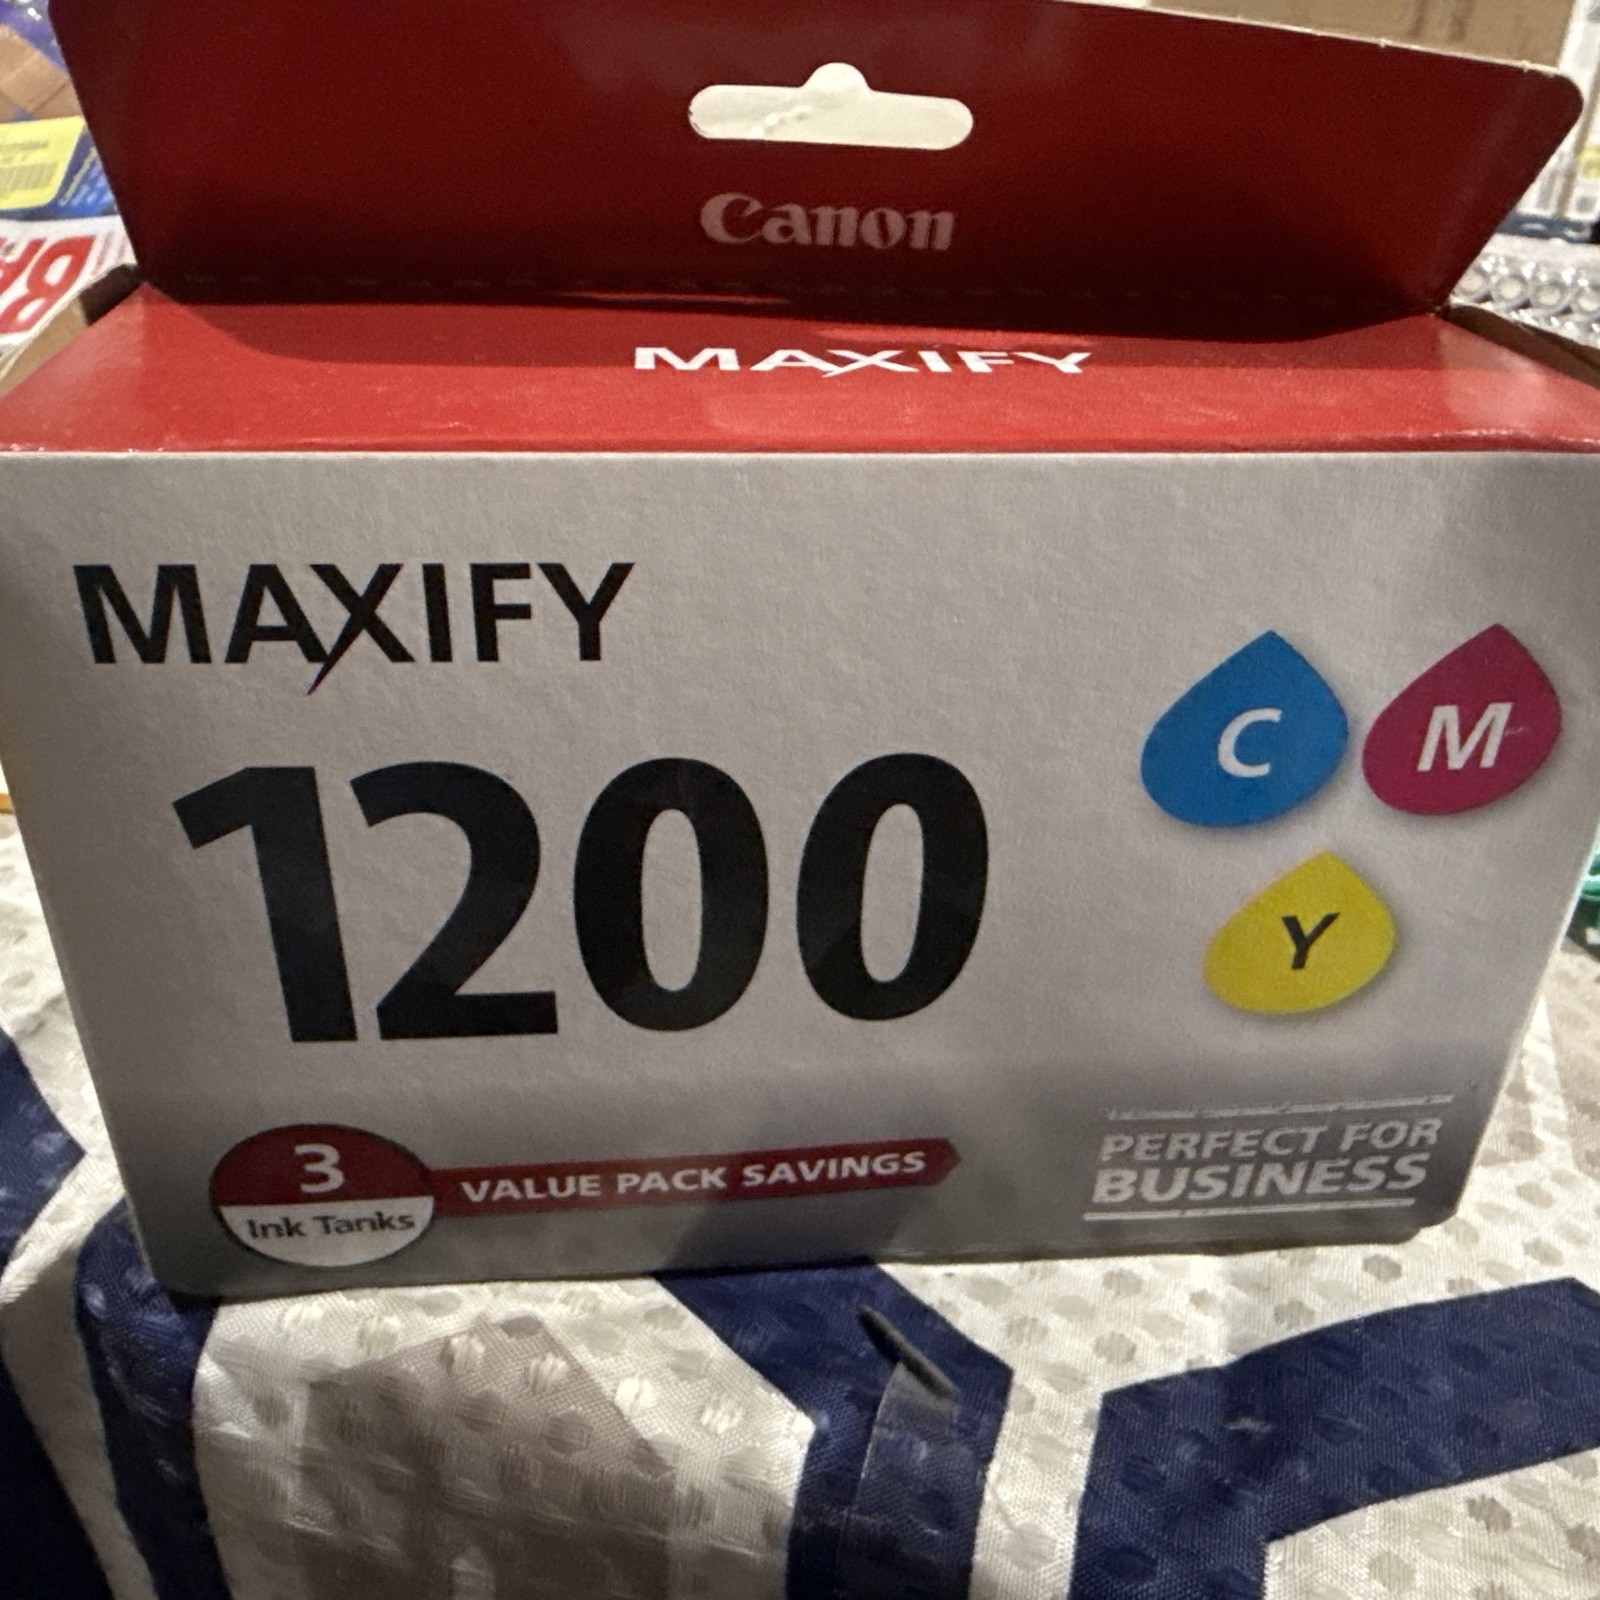 Canon
MAXIFY
MAXIFY
1200
C
M
Y
3
Ink Tanks
VALUE PACK SAVINGS
PERFECT FOR
BUSINESS